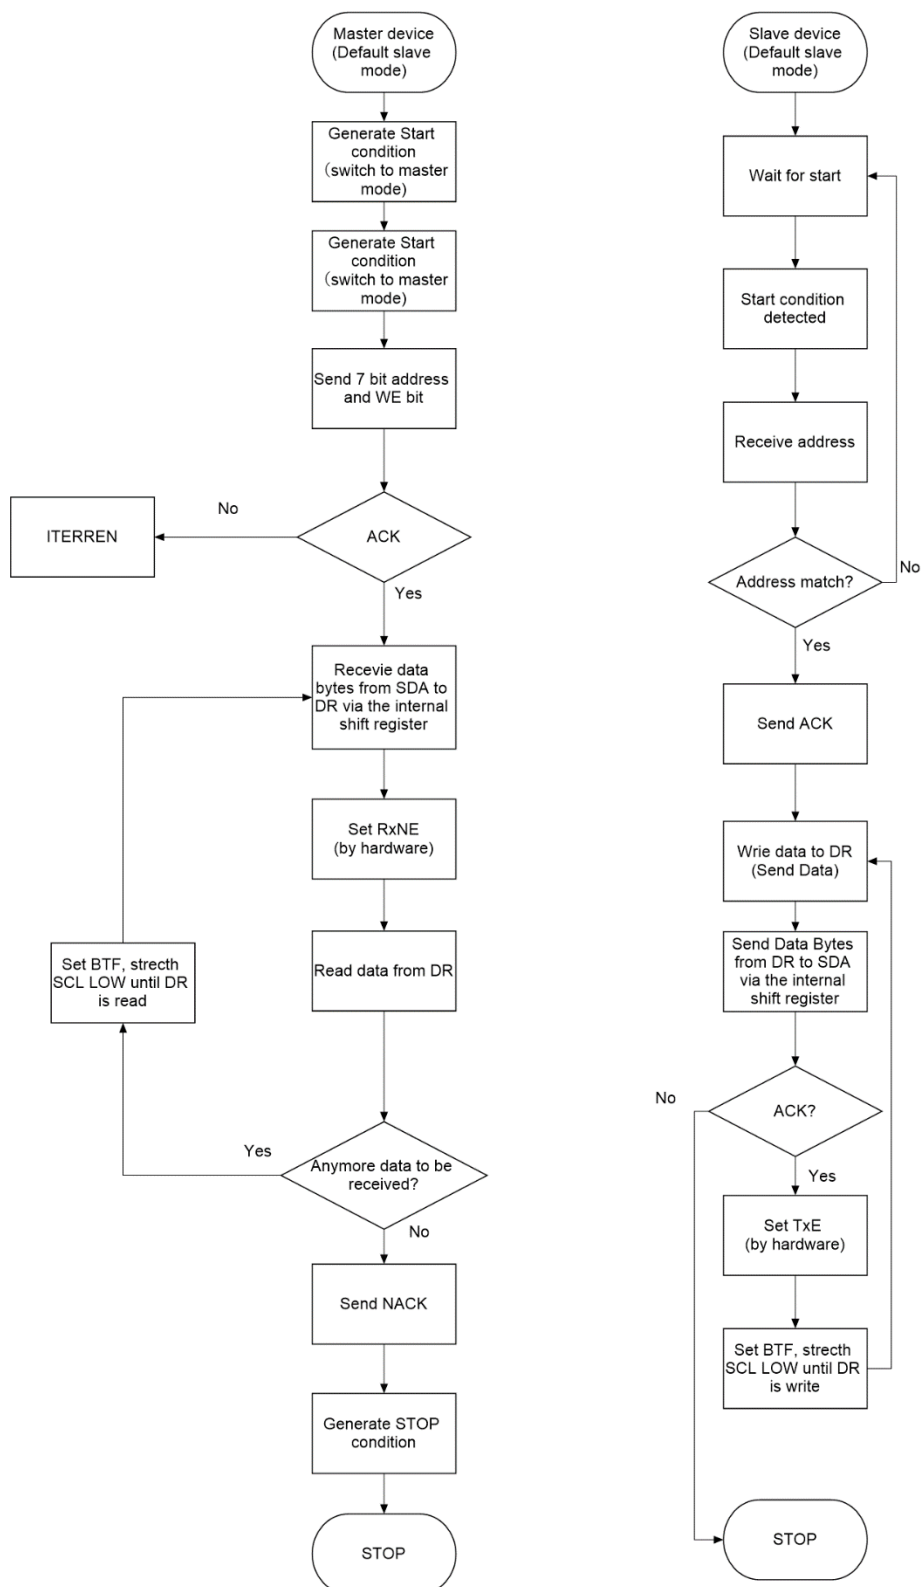 Master device
(Default slave
mode)
Generate Start
condition
(switch to master
mode)
Generate Start
condition
(switch to master
mode)
Send 7 bit address
and WE bit
ACK
No
ITERREN
Yes
Recevie data
bytes from SDA to
DR via the internal
shift register
Set RxNE
(by hardware)
Read data from DR
Set BTF, strecth
SCL LOW until DR
is read
Anymore data to be
received?
Yes
No
Send NACK
Generate STOP
condition
STOP
Slave device
(Default slave
mode)
Wait for start
Start condition
detected
Receive address
Address match?
No
Yes
Send ACK
Wrie data to DR
(Send Data)
Send Data Bytes
from DR to SDA
via the internal
shift register
ACK?
No
Yes
Set TxE
(by hardware)
Set BTF, strecth
SCL LOW until DR
is write
STOP